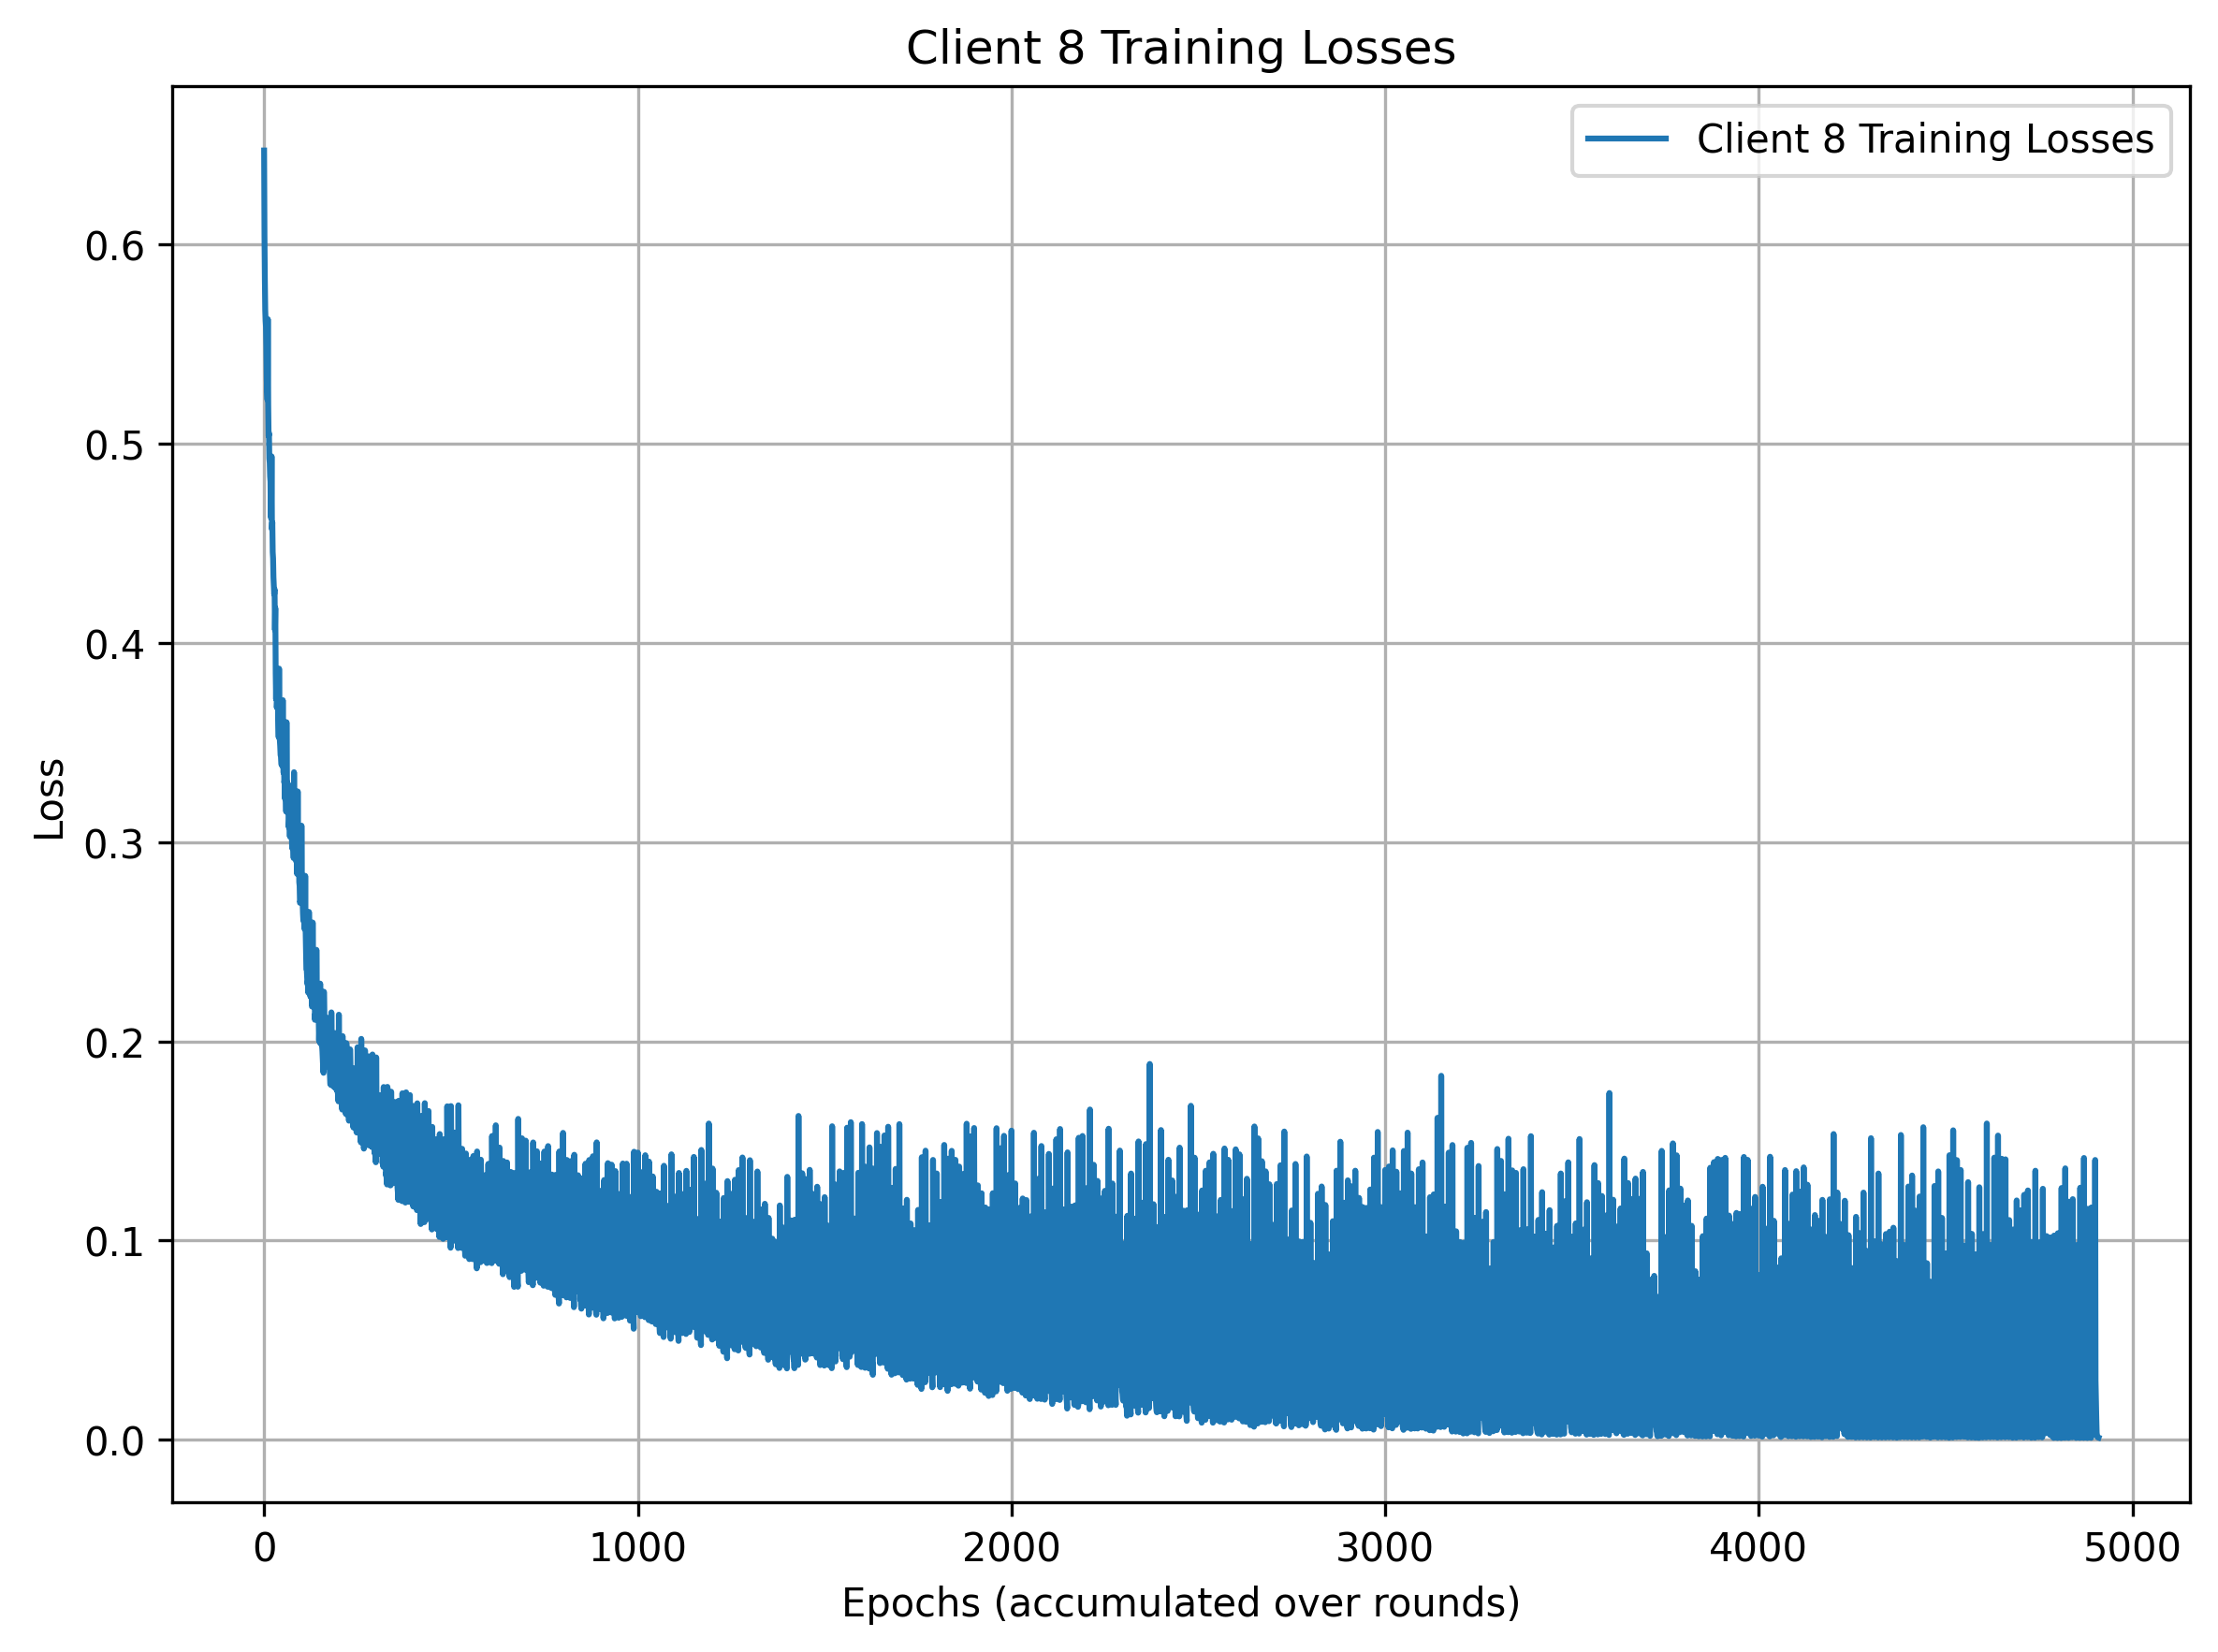 Client 8 Training Losses
Client 8 Training Losses
0.6
0.5
0.4
0.3
0.2
0.1
0.0
Loss
0 1000 2000 3000 4000 5000
Epochs (accumulated over rounds)